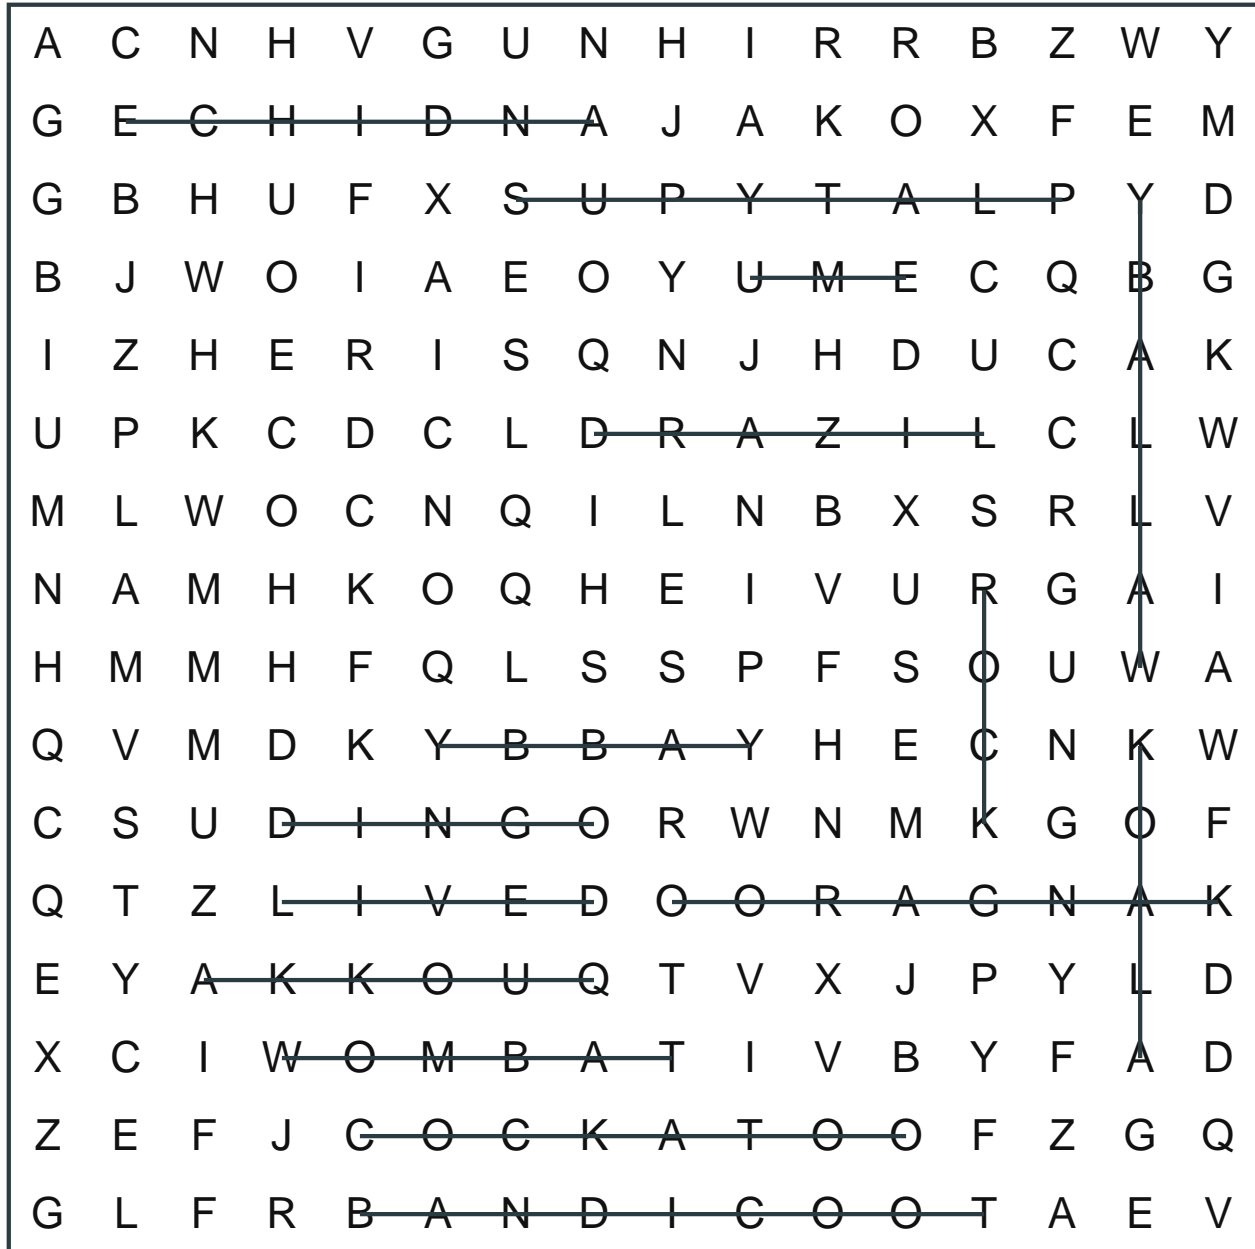 A C N H V G U N H I R R B Z W Y
G E C H I D N A J A K O X F E M
G B H U F X S U P Y T A L P Y D
B J W O I A E O Y U M E C Q B G
I Z H E R I S Q N J H D U C A K
U P K C D C L D R A Z I L C L W
M L W O C N Q I L N B X S R L V
N A M H K O Q H E I V U R G A I
H M M H F Q L S S P F S O U W A
Q V M D K Y B B A Y H E C N K W
C S U D I N G O R W N M K G O F
Q T Z L I V E D O O R A G N A K
E Y A K K O U Q T V X J P Y L D
X C I W O M B A T I V B Y F A D
Z E F J C O C K A T O O F Z G Q
G L F R B A N D I C O O T A E V